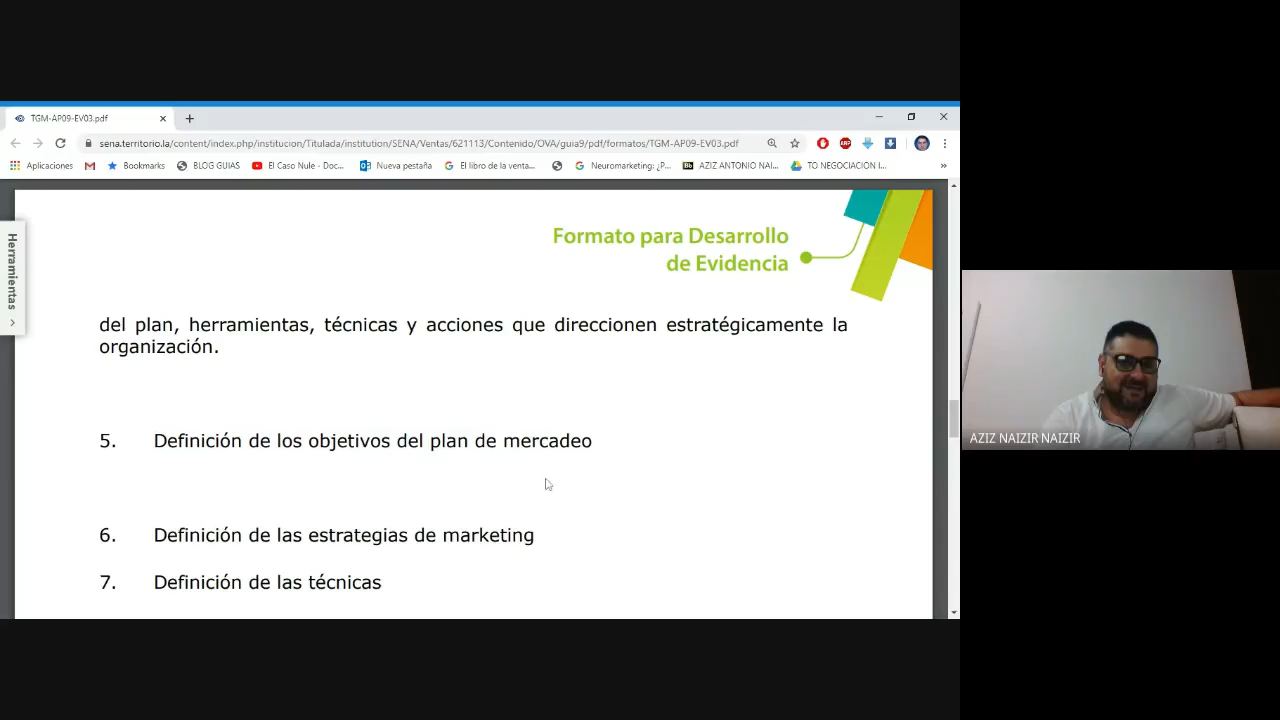 TGM-AP09-EV03.pdf
sena.territorio.la/content/index.php/institucion/Titulada/institution/SENA/Ventas/621113/Contenido/OVA/guia9/pdf/formatos/TGM-AP09-EV03.pdf
Aplicaciones Bookmarks BLOG GUIAS El Caso Nule - Doc... Nueva pestaña El libro de la venta... Neuromarketing: ¿P... Bb AZIZ ANTONIO NAI... TO NEGOCIACION I... »
Herramientas
Formato para Desarrollo
de Evidencia
del plan, herramientas, técnicas y acciones que direccionen estratégicamente la
organización.
5. Definición de los objetivos del plan de mercadeo
6. Definición de las estrategias de marketing
7. Definición de las técnicas
AZIZ NAIZIR NAIZIR